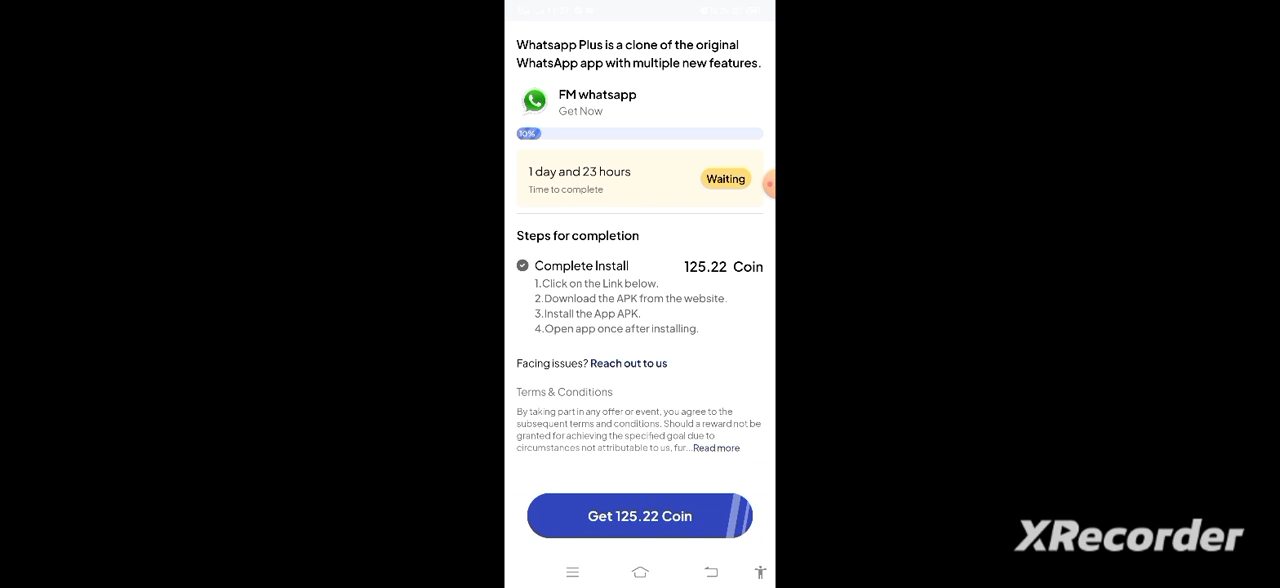 Whatsapp Plus is a clone of the original
WhatsApp app with multiple new features.
FM whatsapp
Get Now
10%
1 day and 23 hours
Time to complete
Waiting
Steps for completion
Complete Install
125.22 Coin
1.Click on the Link below.
2.Download the APK from the website.
3.Install the App APK.
4.Open app once after installing.
Facing issues? Reach out to us
Terms & Conditions
By taking part in any offer or event, you agree to the
subsequent terms and conditions. Should a reward not be
granted for achieving the specified goal due to
circumstances not attributable to us, fur...Read more
Get 125.22 Coin
XRecorder